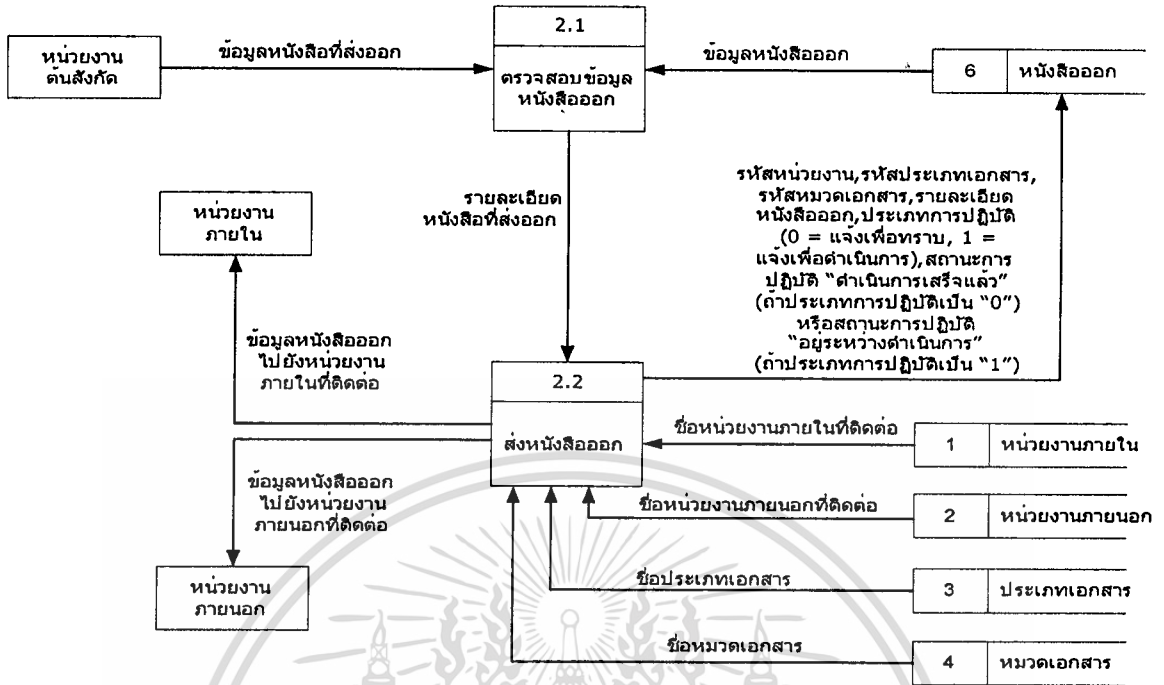 2.1
หน่วยงาน
ต้นสังกัด
ข้อมูลหนังสือที่ส่งออก
ตรวจสอบข้อมูล
หนังสือออก
ข้อมูลหนังสือออก
6
หนังสือออก
รายละเอียด
หนังสือที่ส่งออก
รหัสหน่วยงาน,รหัสประเภทเอกสาร,
รหัสหมวดเอกสาร,รายละเอียด
หนังสือออก,ประเภทการปฏิบัติ
(0 = แจ้งเพื่อทราบ, 1 =
แจ้งเพื่อดำเนินการ),สถานะการ
ปฏิบัติ “ดำเนินการเสร็จแล้ว”
(ถ้าประเภทการปฏิบัติเป็น “0”)
หรือสถานะการปฏิบัติ
“อยู่ระหว่างดำเนินการ”
(ถ้าประเภทการปฏิบัติเป็น “1”)
หน่วยงาน
ภายใน
ข้อมูลหนังสือออก
ไปยังหน่วยงาน
ภายในที่ติดต่อ
2.2
ส่งหนังสือออก
ชื่อหน่วยงานภายในที่ติดต่อ
1
หน่วยงานภายใน
ข้อมูลหนังสือออก
ไปยังหน่วยงาน
ภายนอกที่ติดต่อ
ชื่อหน่วยงานภายนอกที่ติดต่อ
2
หน่วยงานภายนอก
หน่วยงาน
ภายนอก
ชื่อประเภทเอกสาร
3
ประเภทเอกสาร
ชื่อหมวดเอกสาร
4
หมวดเอกสาร